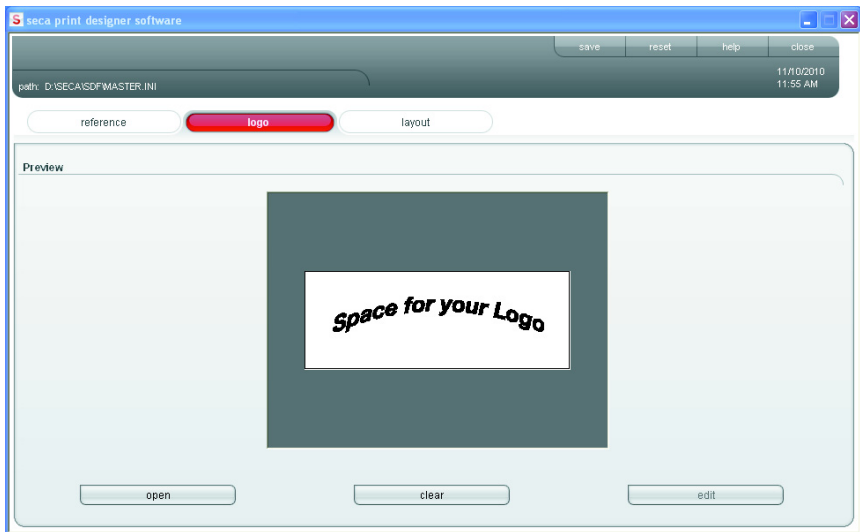 S seca print designer software
save reset help close
path: D:\SECA\SDF\MASTER.INI
11/10/2010
11:55 AM
reference logo layout
Preview
Space for your Logo
open clear edit